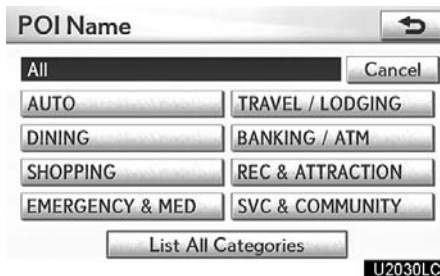 POI Name
All Cancel
AUTO TRAVEL / LODGING
DINING BANKING / ATM
SHOPPING REC & ATTRACTION
EMERGENCY & MED SVC & COMMUNITY
List All Categories
U2030LC